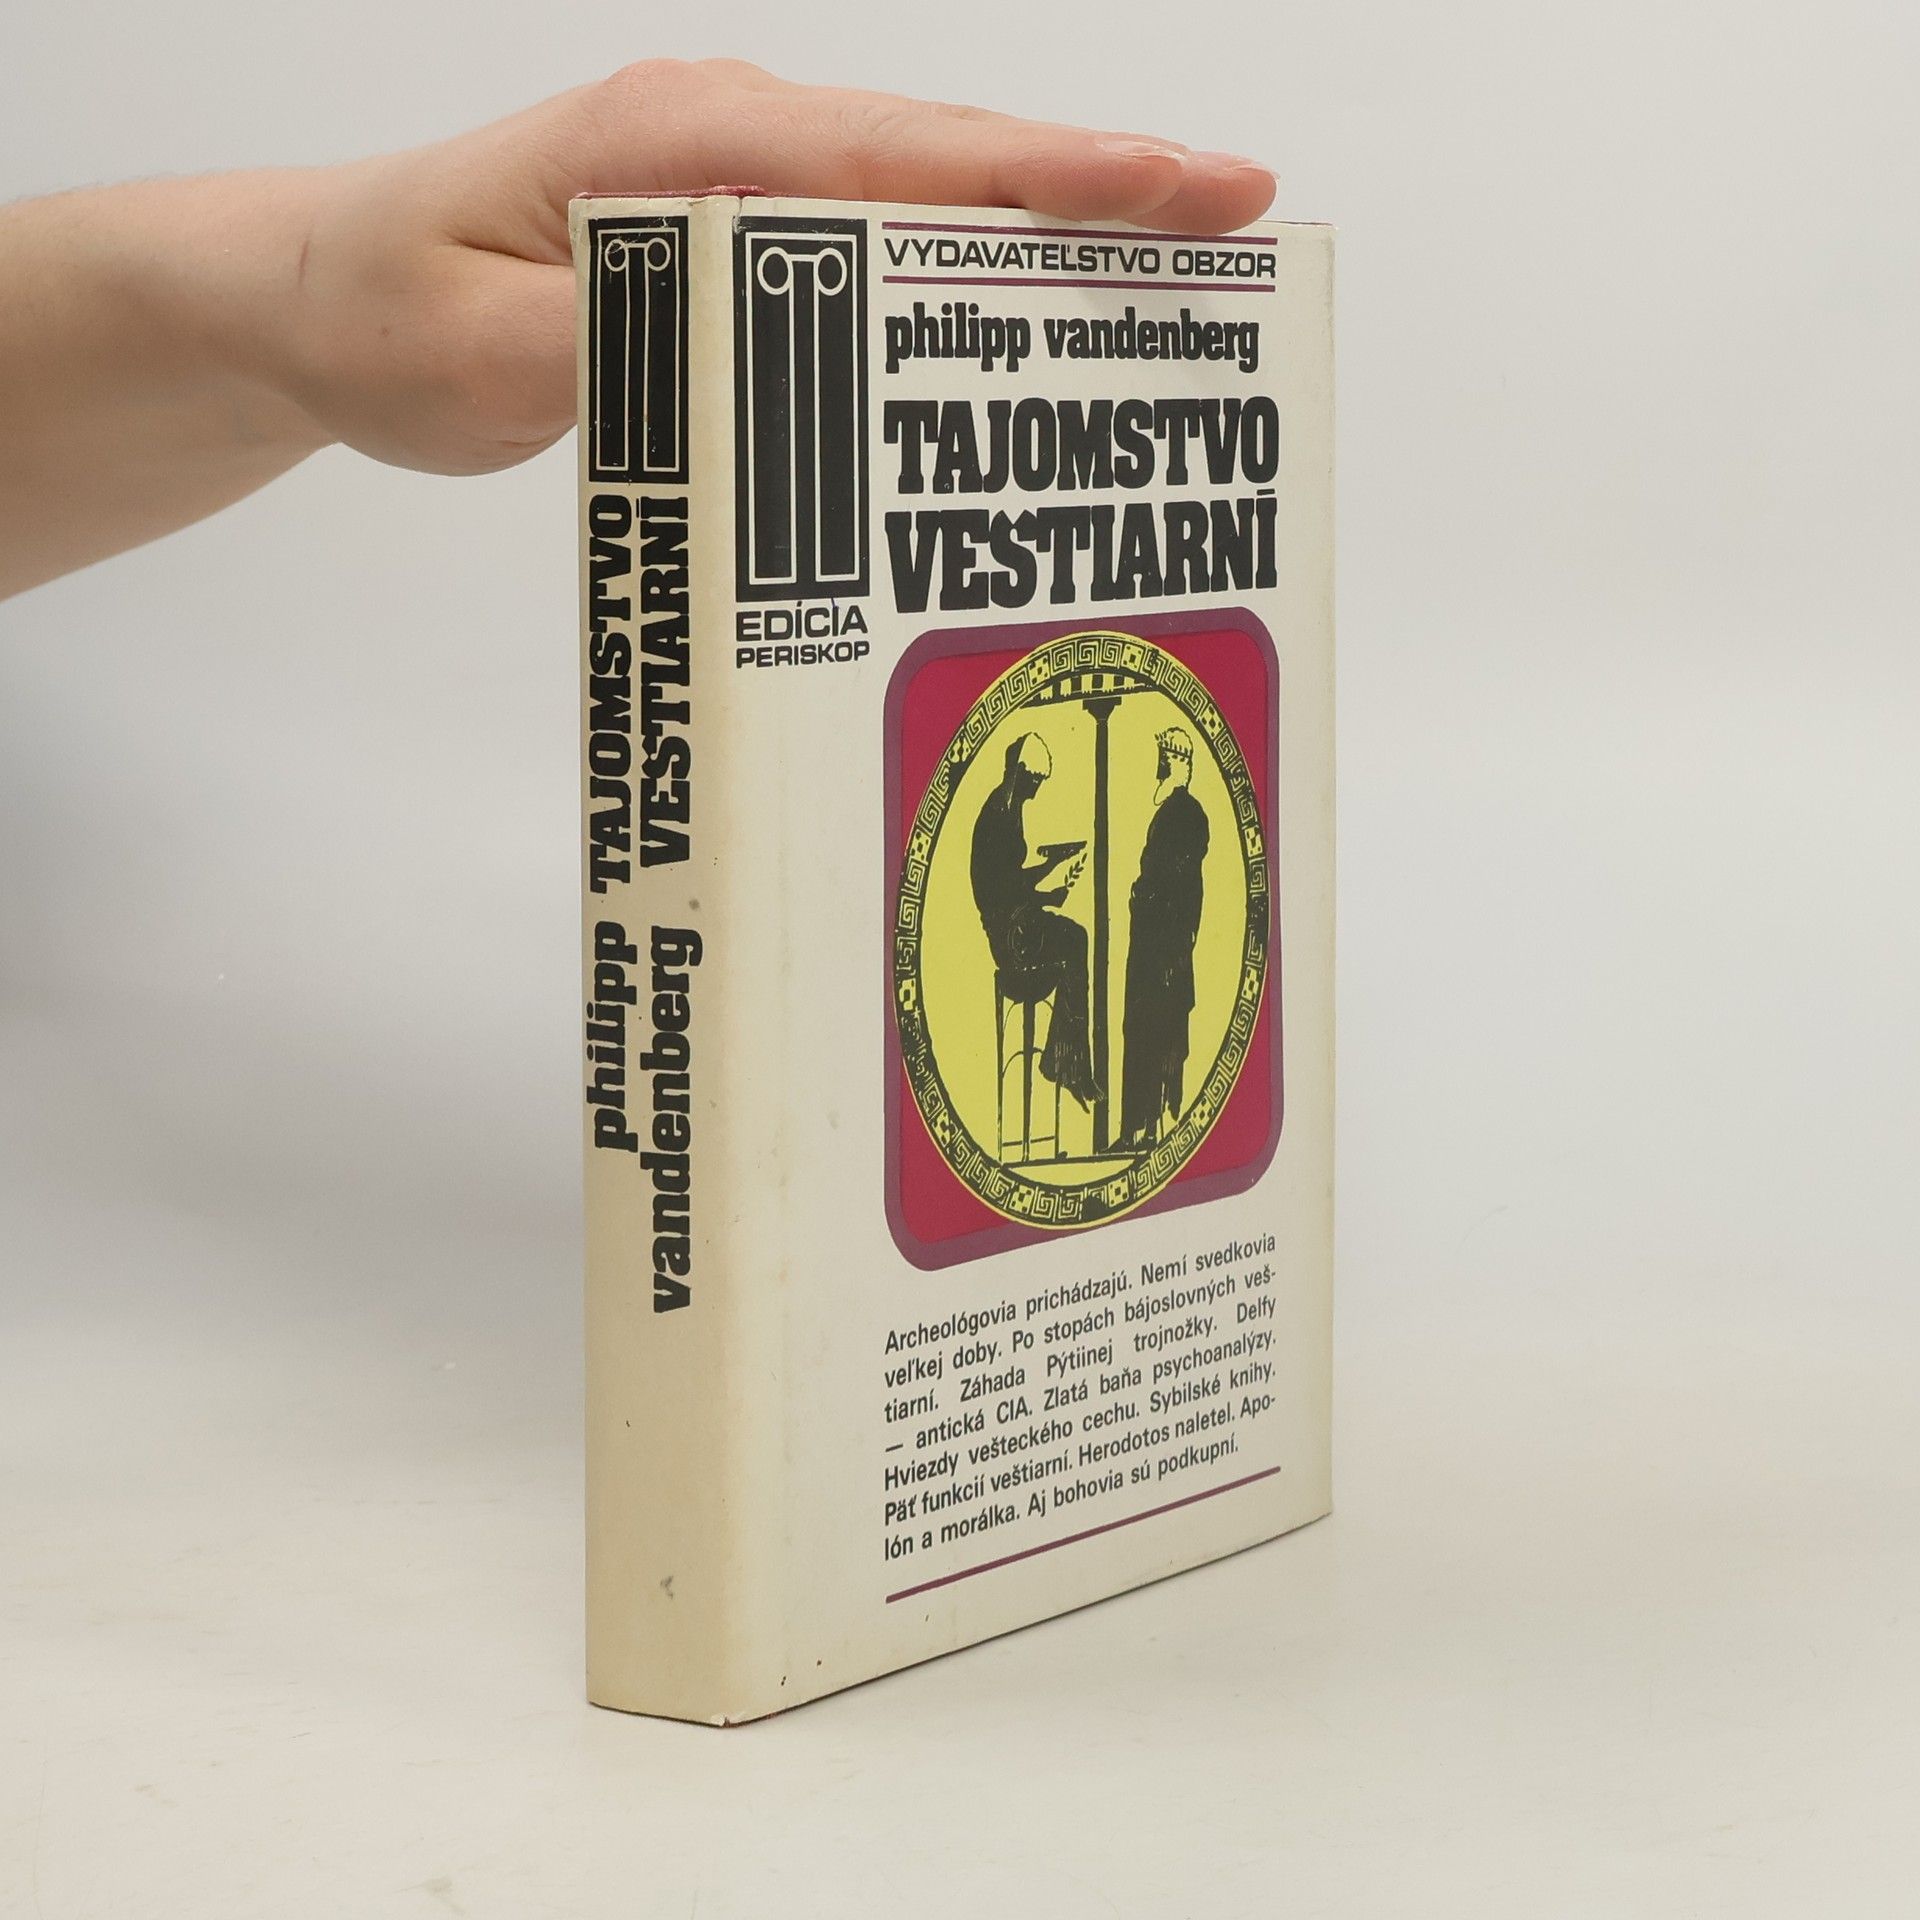 TAJOMSTVO
VEŠTIARNÍ
philipp
vandenberg
VYDAVATEĽSTVO OBZOR
philipp vandenberg
TAJOMSTVO
VEŠTIARNÍ
EDÍCIA
PERISKOP
Archeológovia prichádzajú. Nemí svedkovia
veľkej doby. Po stopách bájoslovných veš-
tiarní. Záhada Pýtiinej trojnožky. Delfy
— antická CIA. Zlatá baňa psychoanalýzy.
Hviezdy vešteckého cechu. Sybilské knihy.
Päť funkcií veštiarní. Herodotos naletel. Apo-
lón a morálka. Aj bohovia sú podkupní.